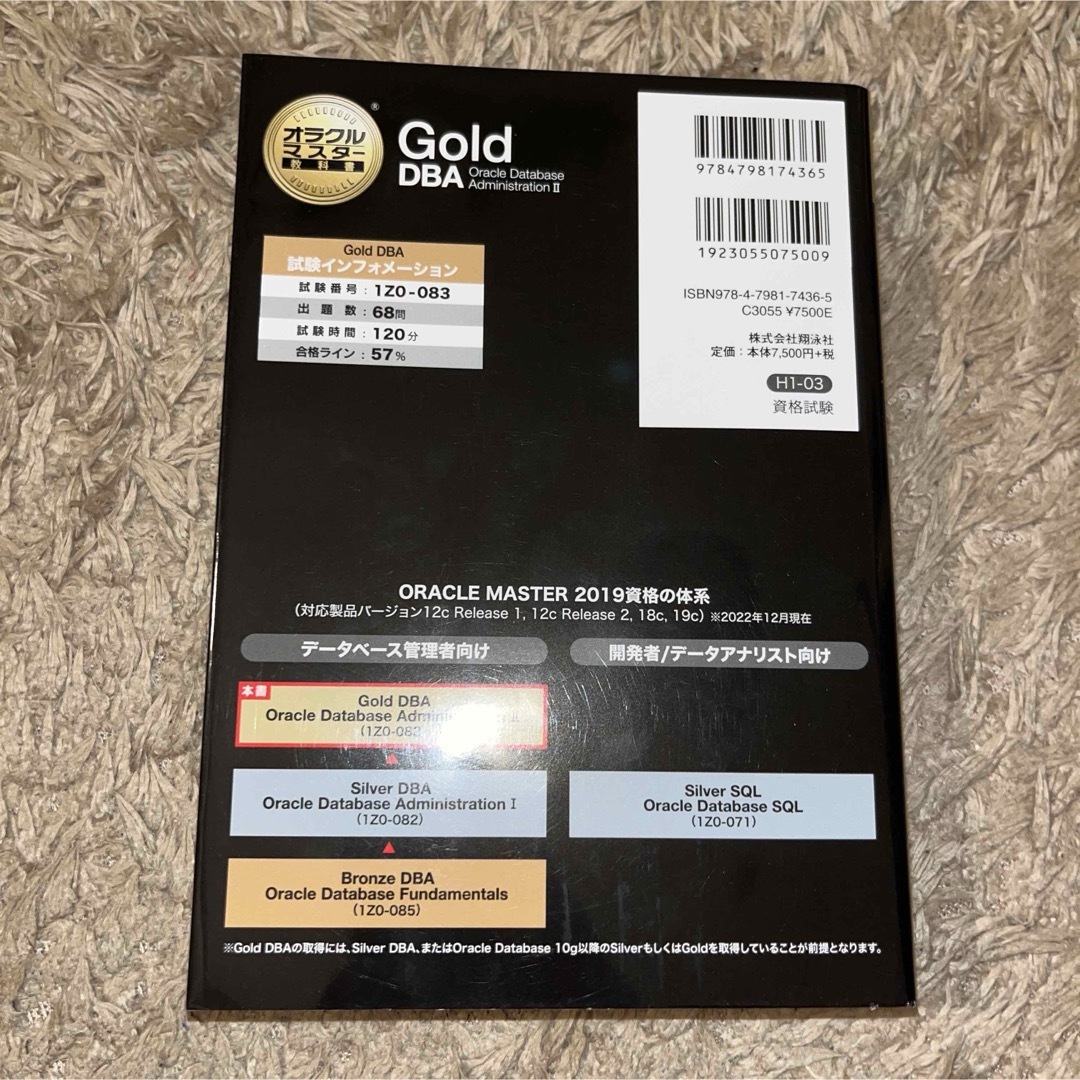 オラクル
マスター
教科書
®
Gold
DBA Oracle Database
Administration II
9784798174365
1923055075009
ISBN978-4-7981-7436-5
C3055 ¥7500E
株式会社翔泳社
定価:本体7,500円+税
H1-03
資格試験
Gold DBA
試験インフォメーション
試験番号:1Z0-083
出題数:68問
試験時間:120分
合格ライン:57%
ORACLE MASTER 2019資格の体系
(対応製品バージョン12c Release 1, 12c Release 2, 18c, 19c)※2022年12月現在
データベース管理者向け
開発者/データアナリスト向け
本書
Gold DBA
Oracle Database
(1Z0-083
Silver DBA
Oracle Database Administration I
(1Z0-082)
Silver SQL
Oracle Database SQL
(1Z0-071)
Bronze DBA
Oracle Database Fundamentals
(1Z0-085)
※Gold DBAの取得には、Silver DBA、またはOracle Database 10g以降のSilverもしくはGoldを取得していることが前提となります。